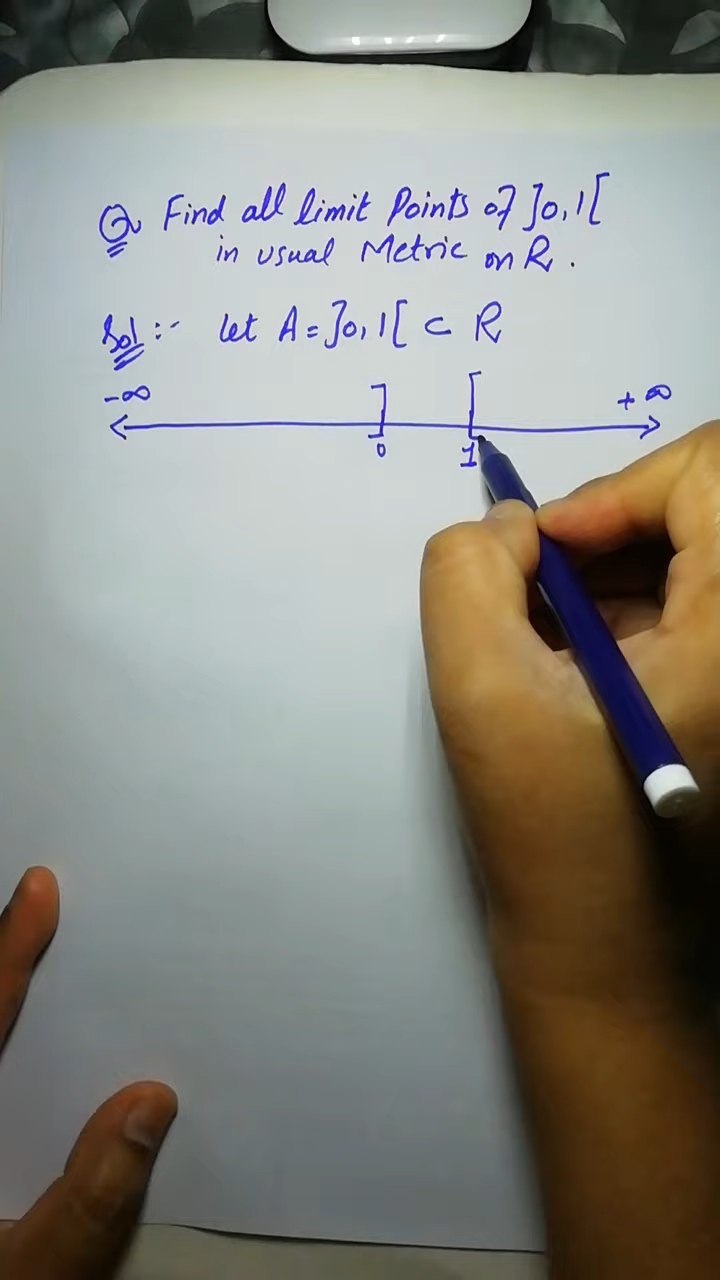 Q Find all limit Points of ]0,1[
in usual Metric on R.
Sol:- let A = ]0,1[ ⊂ R
-∞ ] [ +∞
0 1